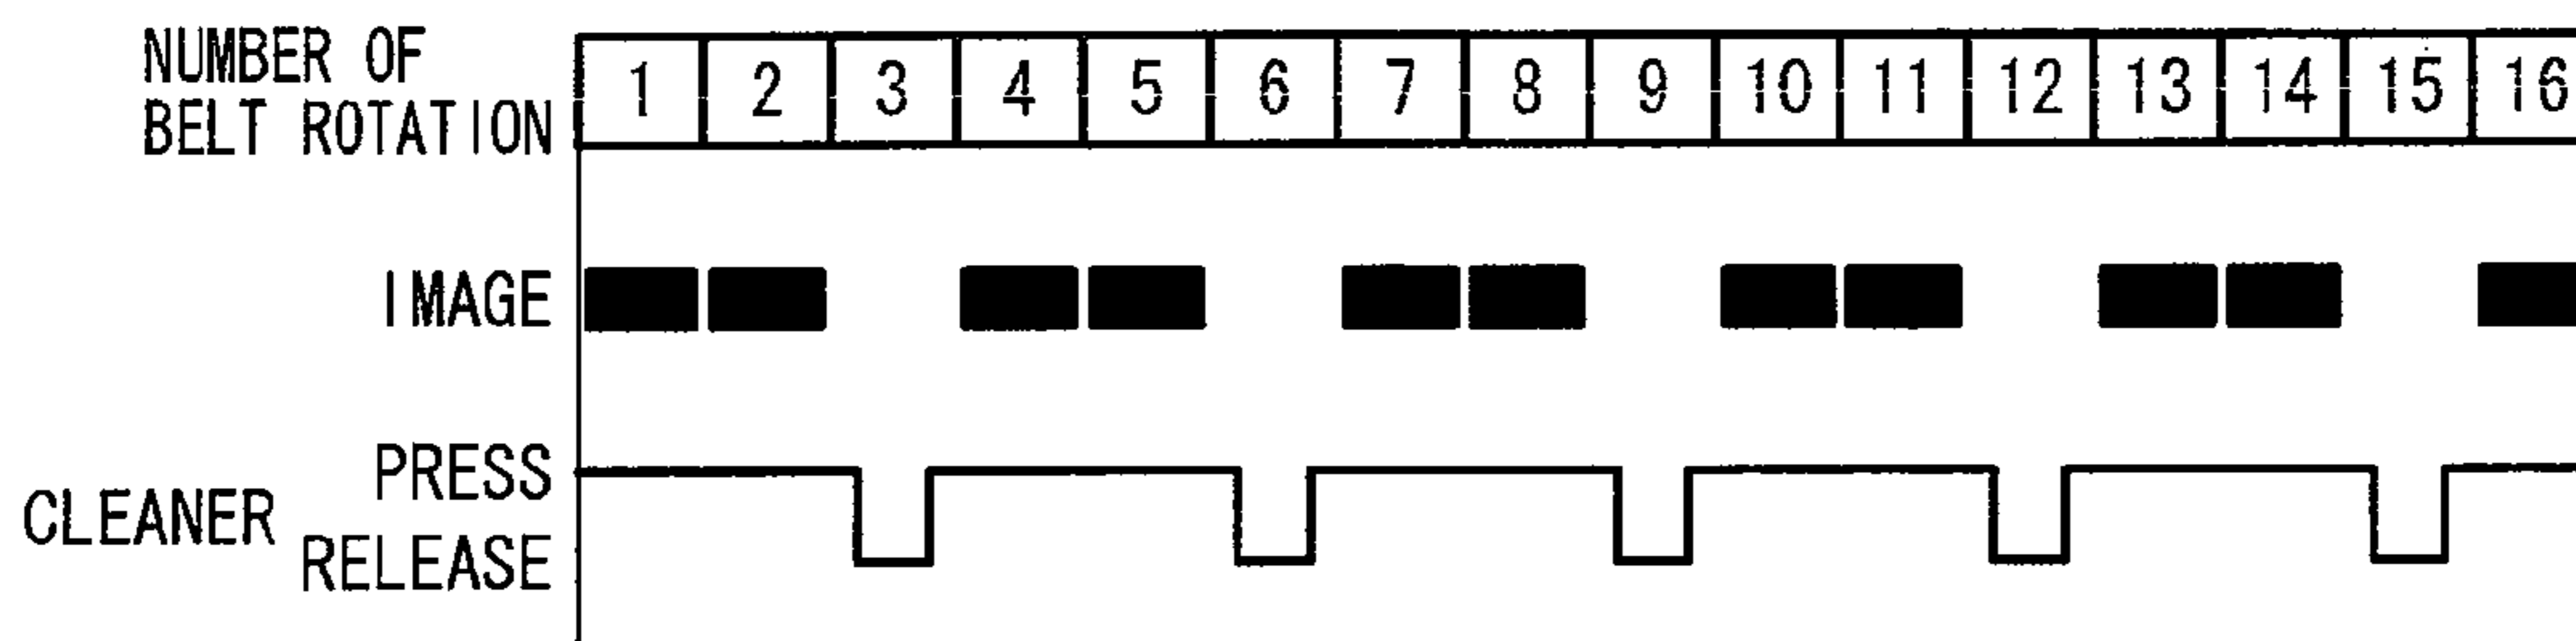 NUMBER OF
BELT ROTATION
1 2 3 4 5 6 7 8 9 10 11 12 13 14 15 16
IMAGE
PRESS
CLEANER
RELEASE